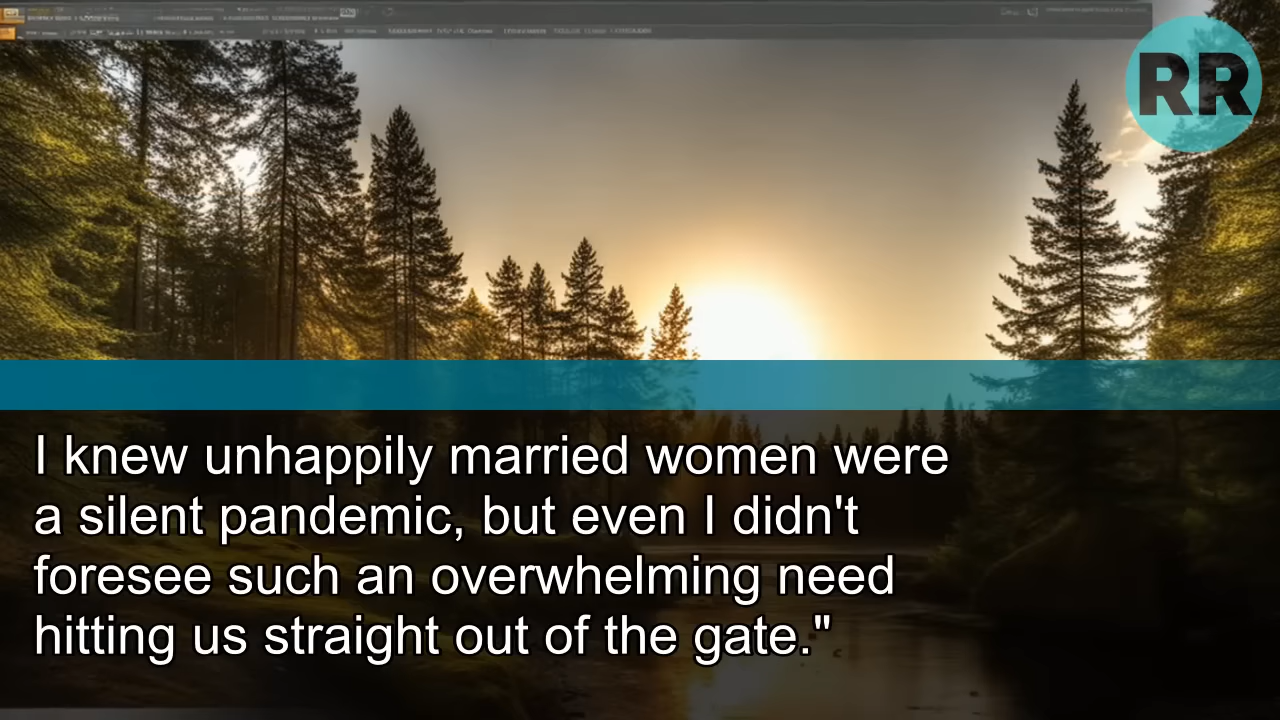 RR
I knew unhappily married women were
a silent pandemic, but even I didn't
foresee such an overwhelming need
hitting us straight out of the gate."